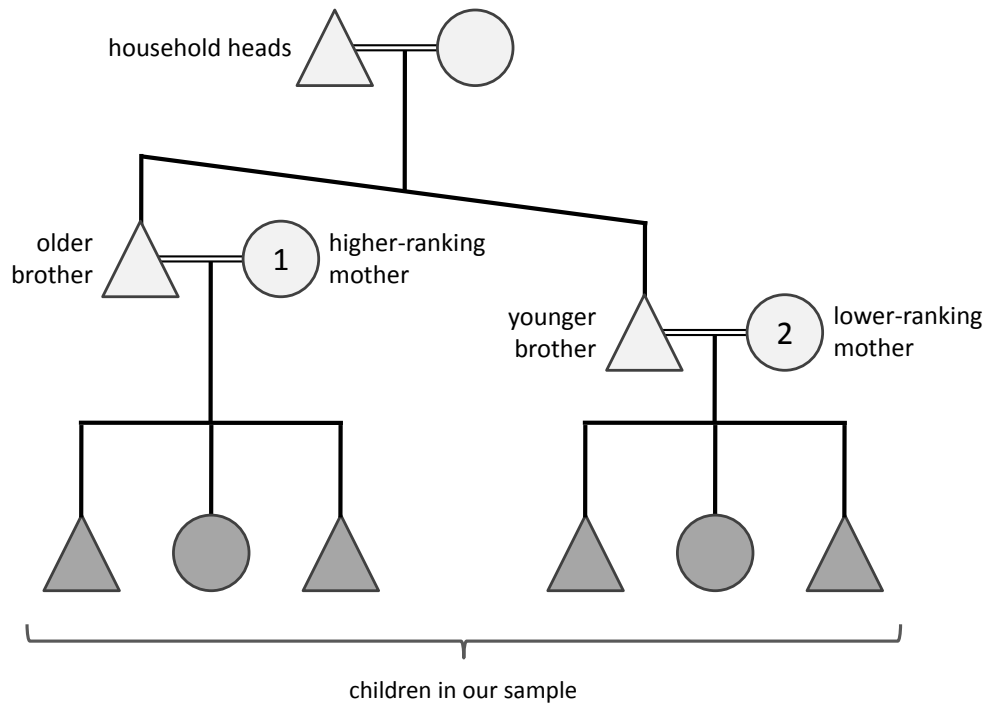 household heads
older
brother
1
higher-ranking
mother
younger
brother
2
lower-ranking
mother
children in our sample